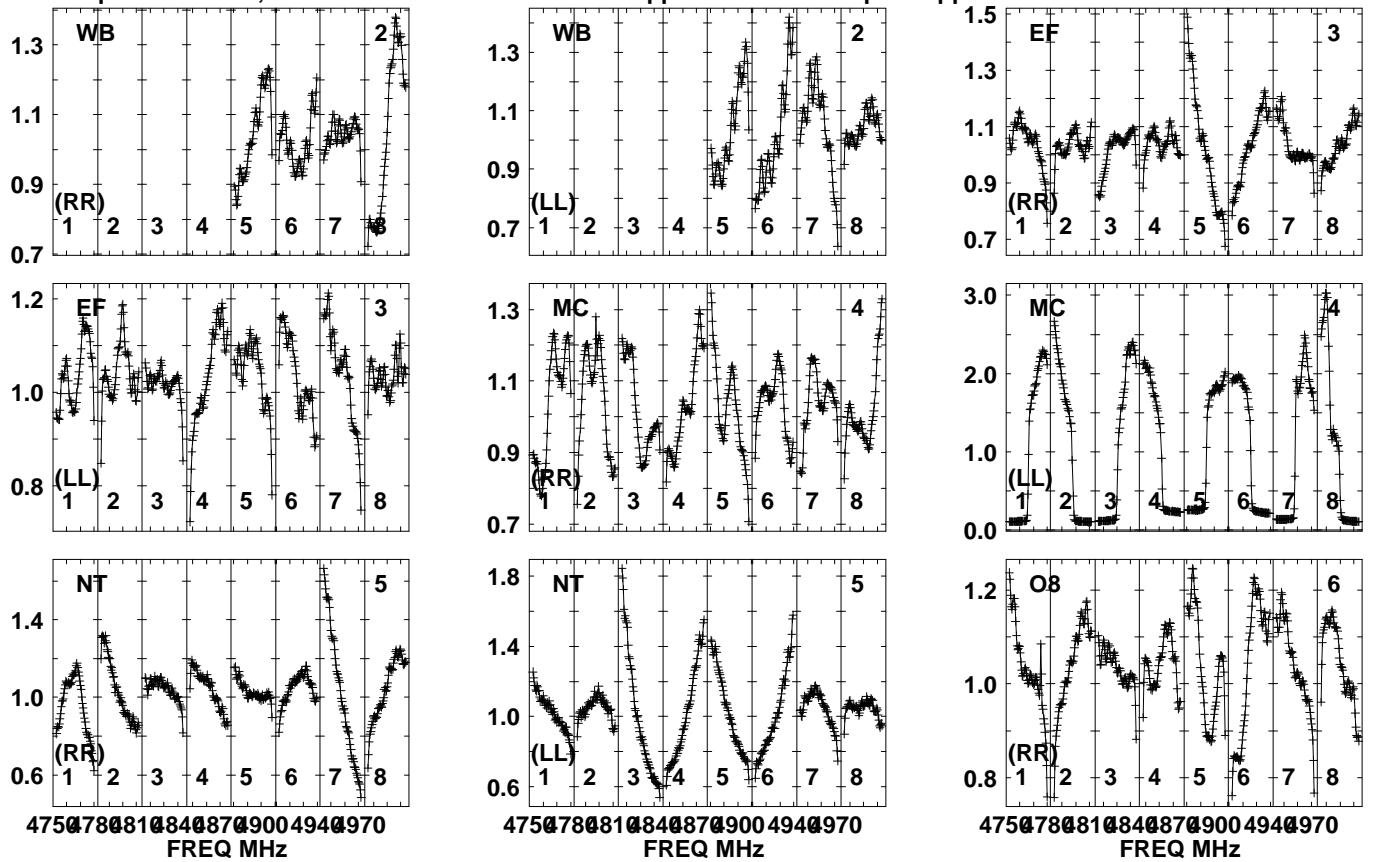 WB 2
1.3
1.1
0.9
0.7
(RR)
1 2 3 4 5 6 7 8
WB 2
1.3
1.1
0.9
0.7
(LL)
1 2 3 4 5 6 7 8
EF 3
1.5
1.3
1.1
0.9
0.7
(RR)
1 2 3 4 5 6 7 8
EF 3
1.2
1.0
0.8
(LL)
1 2 3 4 5 6 7 8
MC 4
1.3
1.1
0.9
0.7
(RR)
1 2 3 4 5 6 7 8
MC 4
3.0
2.0
1.0
0.0
(LL)
1 2 3 4 5 6 7 8
NT 5
1.4
1.0
0.6
(RR)
1 2 3 4 5 6 7 8
4750 4780 4810 4840 4870 4900 4940 4970
FREQ MHz
NT 5
1.8
1.4
1.0
0.6
(LL)
1 2 3 4 5 6 7 8
4750 4780 4810 4840 4870 4900 4940 4970
FREQ MHz
O8 6
1.2
1.0
0.8
(RR)
1 2 3 4 5 6 7 8
4750 4780 4810 4840 4870 4900 4940 4970
FREQ MHz